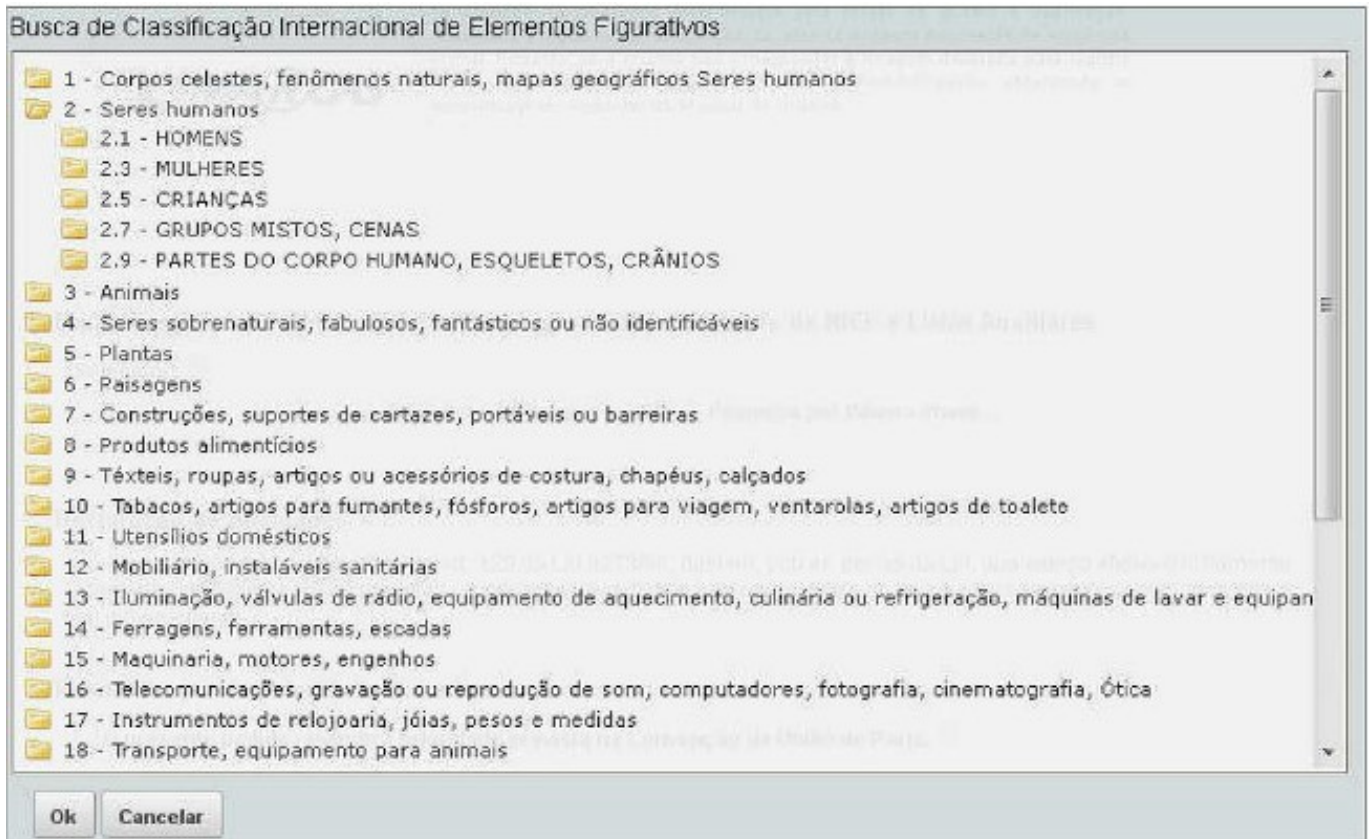 Busca de Classificação Internacional de Elementos Figurativos
1 - Corpos celestes, fenômenos naturais, mapas geográficos Seres humanos
2 - Seres humanos
2.1 - HOMENS
2.3 - MULHERES
2.5 - CRIANÇAS
2.7 - GRUPOS MISTOS, CENAS
2.9 - PARTES DO CORPO HUMANO, ESQUELETOS, CRÂNIOS
3 - Animais
4 - Seres sobrenaturais, fabulosos, fantásticos ou não identificáveis
5 - Plantas
6 - Paisagens
7 - Construções, suportes de cartazes, portáveis ou barreiras
8 - Produtos alimentícios
9 - Téxteis, roupas, artigos ou acessórios de costura, chapéus, calçados
10 - Tabacos, artigos para fumantes, fósforos, artigos para viagem, ventarolas, artigos de toalete
11 - Utensílios domésticos
12 - Mobiliário, instaláveis sanitárias
13 - Iluminação, válvulas de rádio, equipamento de aquecimento, culinária ou refrigeração, máquinas de lavar e equipan
14 - Ferragens, ferramentas, escadas
15 - Maquinaria, motores, engenhos
16 - Telecomunicações, gravação ou reprodução de som, computadores, fotografia, cinematografia, Ótica
17 - Instrumentos de relojoaria, jóias, pesos e medidas
18 - Transporte, equipamento para animais
Ok Cancelar